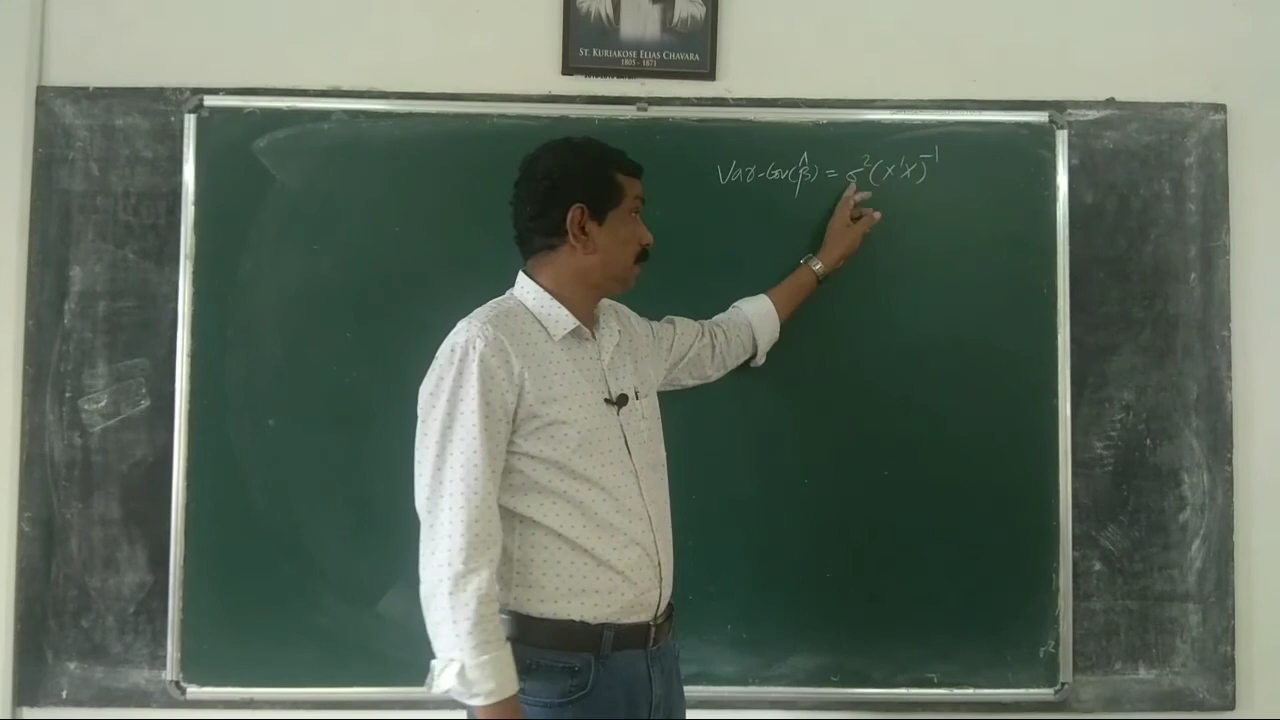 ST. KURIAKOSE ELIAS CHAVARA
1805 - 1871
Var-Cov(β̂) = σ²(X'X)⁻¹